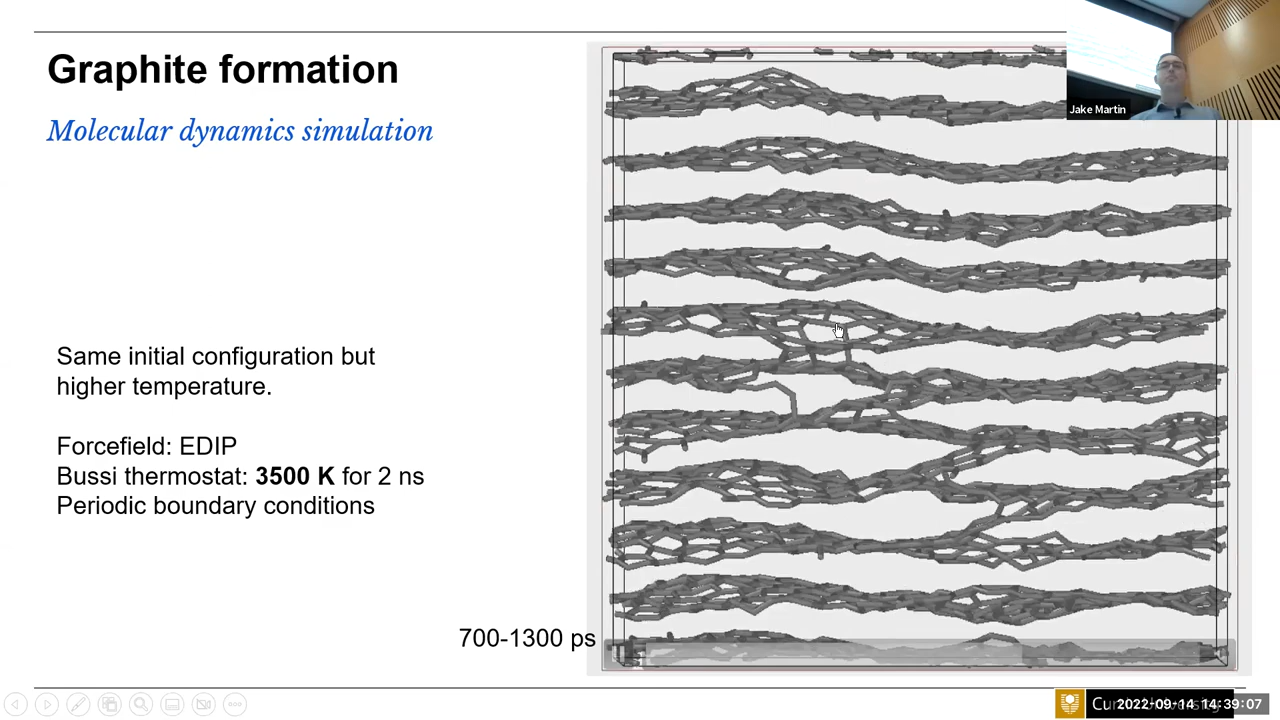 Graphite formation
Molecular dynamics simulation
Jake Martin
Same initial configuration but
higher temperature.
Forcefield: EDIP
Bussi thermostat: 3500 K for 2 ns
Periodic boundary conditions
700-1300 ps
2022-09-14 14:39:07